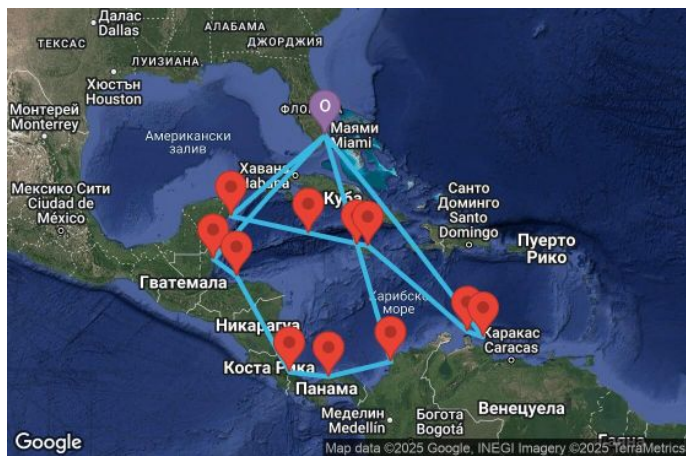 Далас
Dallas
АЛАБАМА
ТЕКСАС
ДЖОРДЖИЯ
ЛУИЗИАНА
Хюстън
Houston
Монтерей
Monterrey
О
Маями
Miami
Американски
залив
Хавана
Мексико Сити
Ciudad de
México
Куба
Санто
Доминго
Santo
Domingo
Пуерто
Рико
Гватемала
море
Никарагуа
Каракас
Caracas
Коста Рика
Панама
Меделин
Medellín
Богота
Bogotá
Венецуела
Google
Map data ©2025 Google, INEGI Imagery ©2025 TerraMetrics